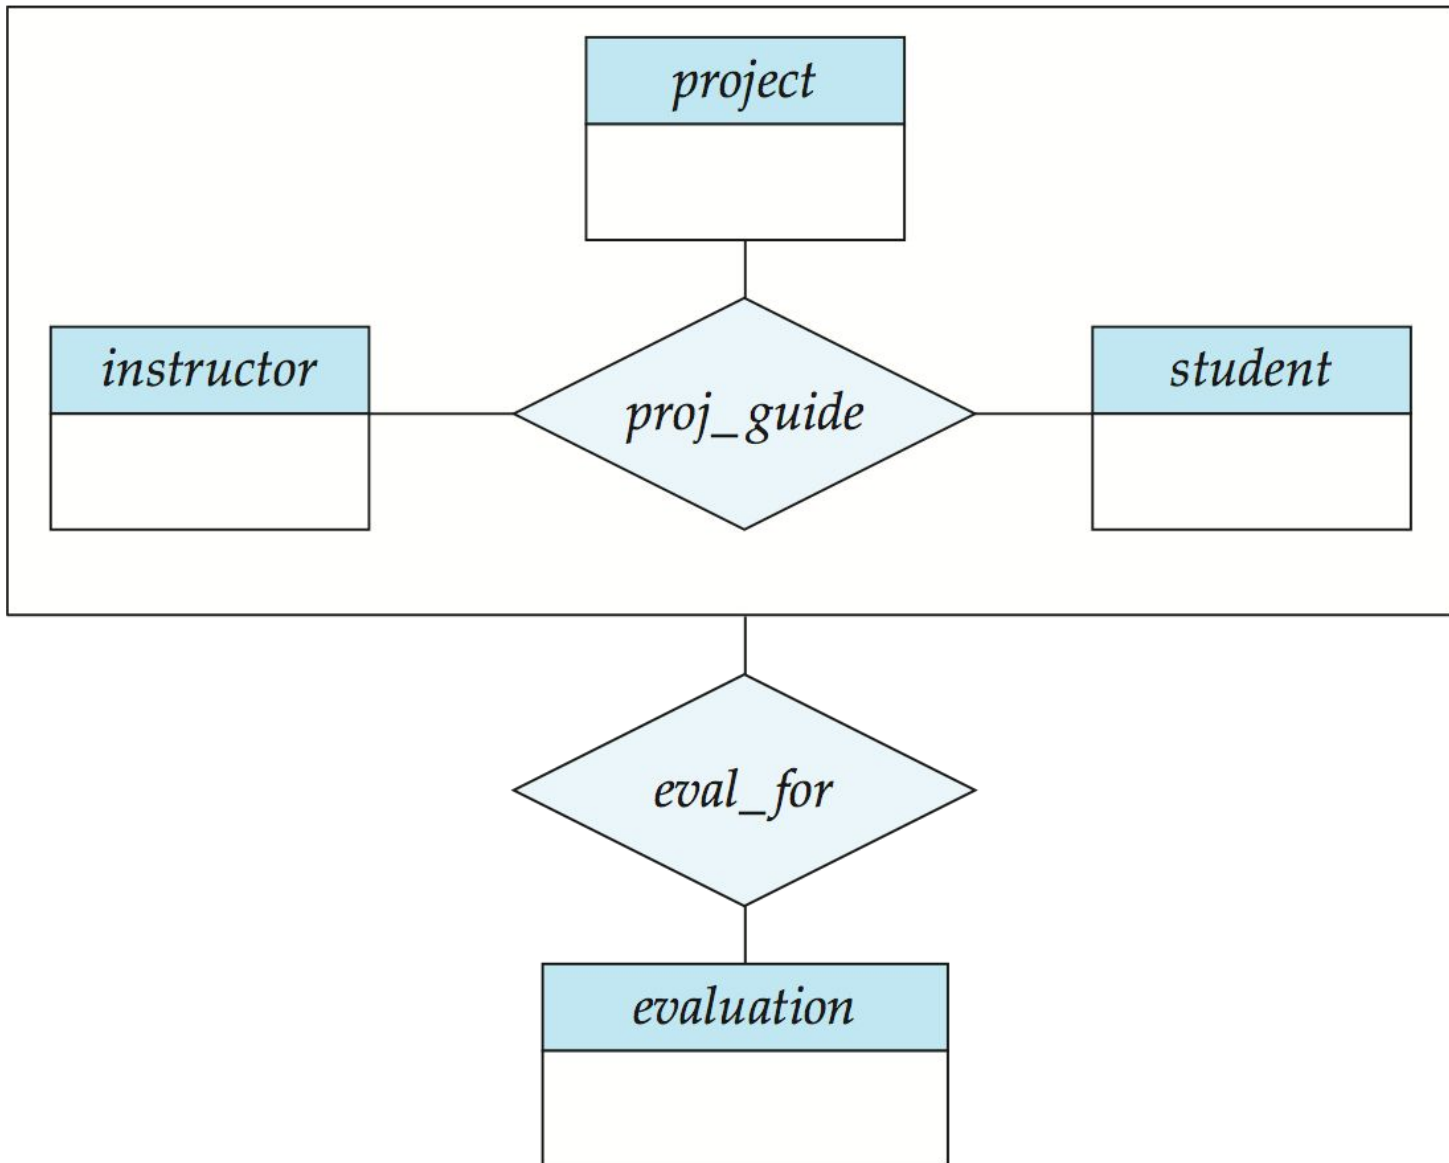 project
instructor
proj_guide
student
eval_for
evaluation